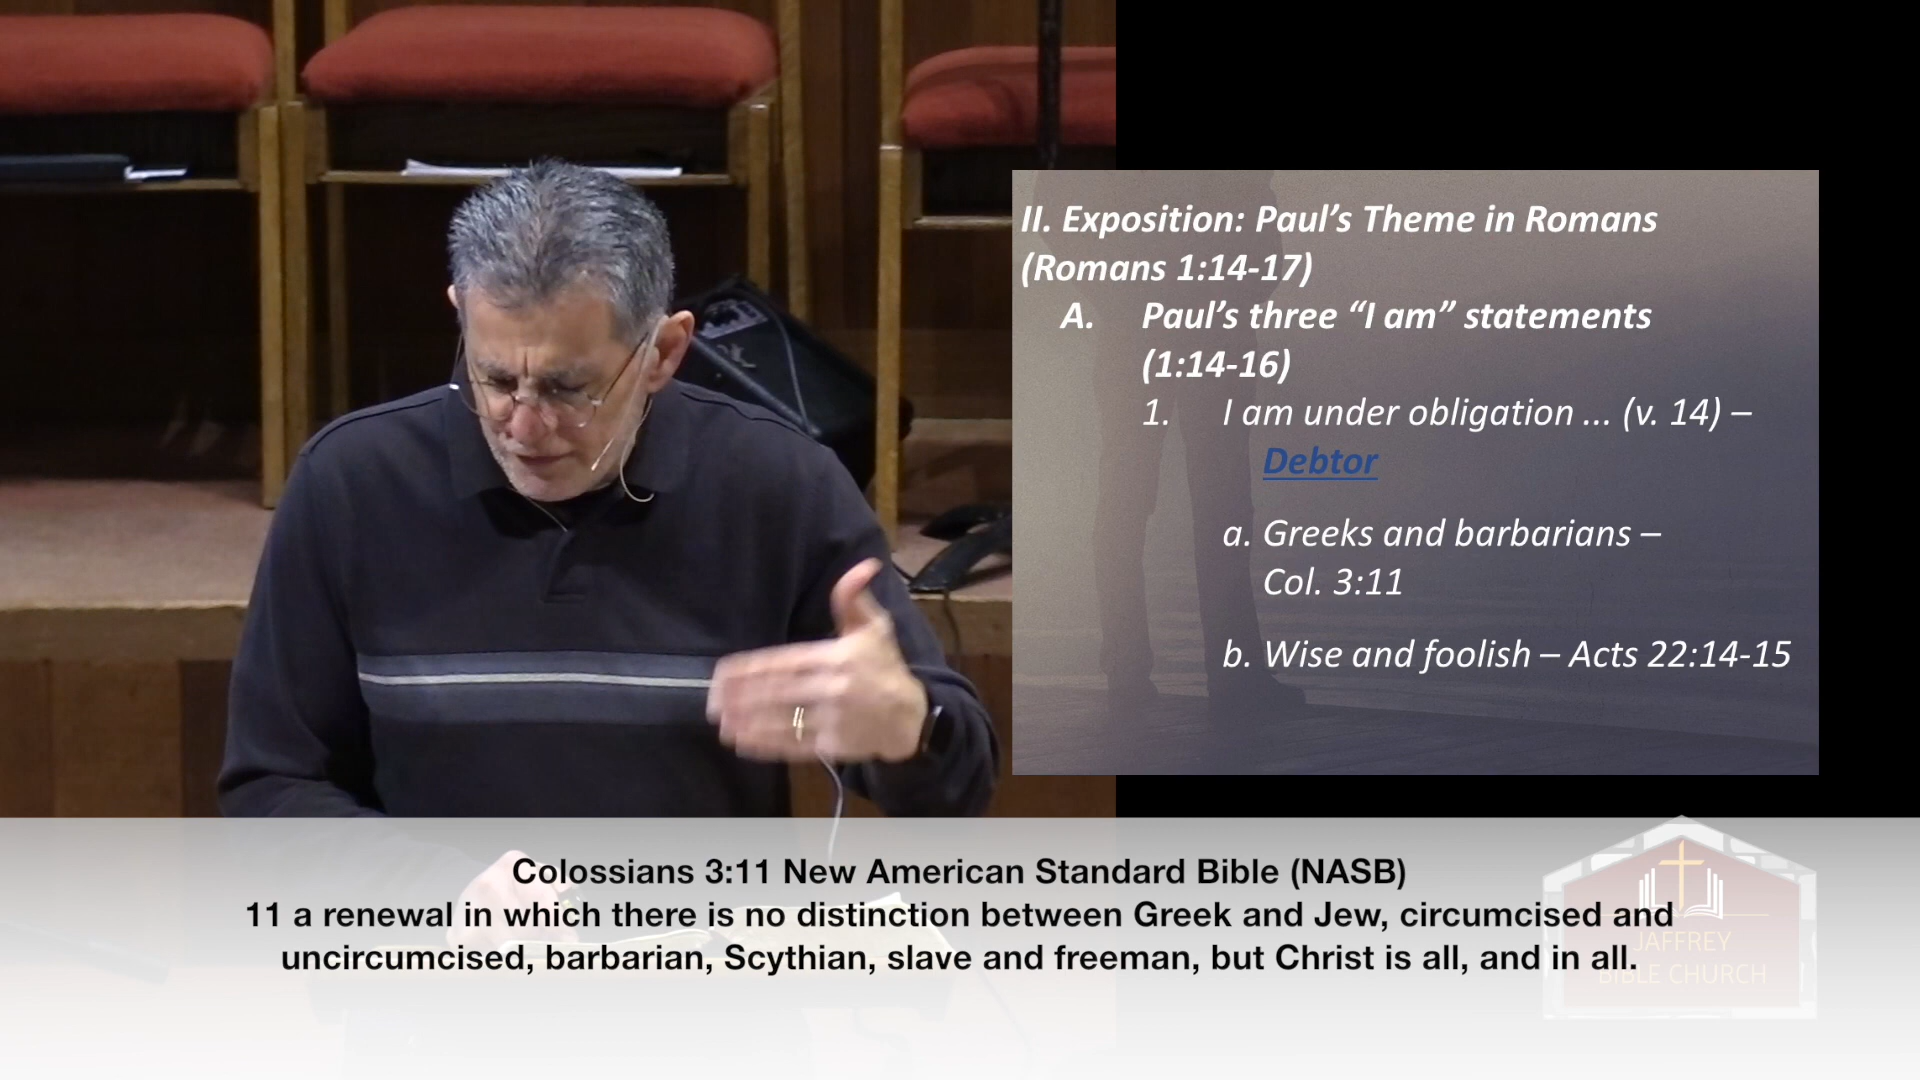 II. Exposition: Paul’s Theme in Romans
(Romans 1:14-17)
A. Paul’s three “I am” statements
(1:14-16)
1. I am under obligation ... (v. 14) –
Debtor
a. Greeks and barbarians –
Col. 3:11
b. Wise and foolish – Acts 22:14-15
Colossians 3:11 New American Standard Bible (NASB)
11 a renewal in which there is no distinction between Greek and Jew, circumcised and
uncircumcised, barbarian, Scythian, slave and freeman, but Christ is all, and in all.
JAFFREY
BIBLE CHURCH